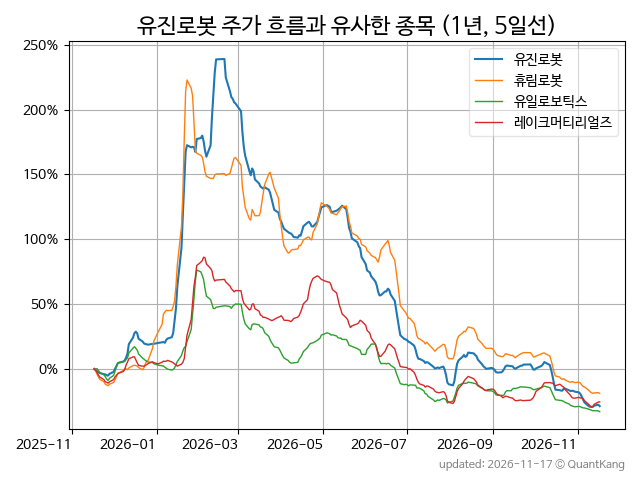 유진로봇 주가 흐름과 유사한 종목 (1년, 5일선)
유진로봇
휴림로봇
유일로보틱스
레이크머티리얼즈
250%
200%
150%
100%
50%
0%
2025-11
2026-01
2026-03
2026-05
2026-07
2026-09
2026-11
updated: 2026-11-17 © QuantKang